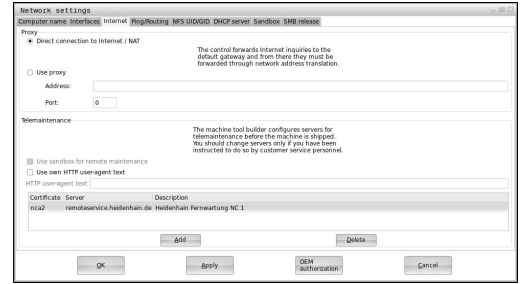 Network settings
Computer name Interfaces Internet Ping/Routing NFS UID/GID DHCP server Sandbox SMB release
Proxy
Direct connection to Internet / NAT
The control forwards Internet inquiries to the
default gateway and from there they must be
forwarded through network address translation.
Use proxy
Address:
Port: 0
Telemaintenance
The machine tool builder configures servers for
telemaintenance before the machine is shipped.
You should change servers only if you have been
instructed to do so by customer service personnel.
Use sandbox for remote maintenance
Use own HTTP user-agent text
HTTP user-agent text
Certificate Server Description
nca2 remoteservice.heidenhain.de Heidenhain Fernwartung NC 1
Add Delete
OK Apply OEM authorization Cancel